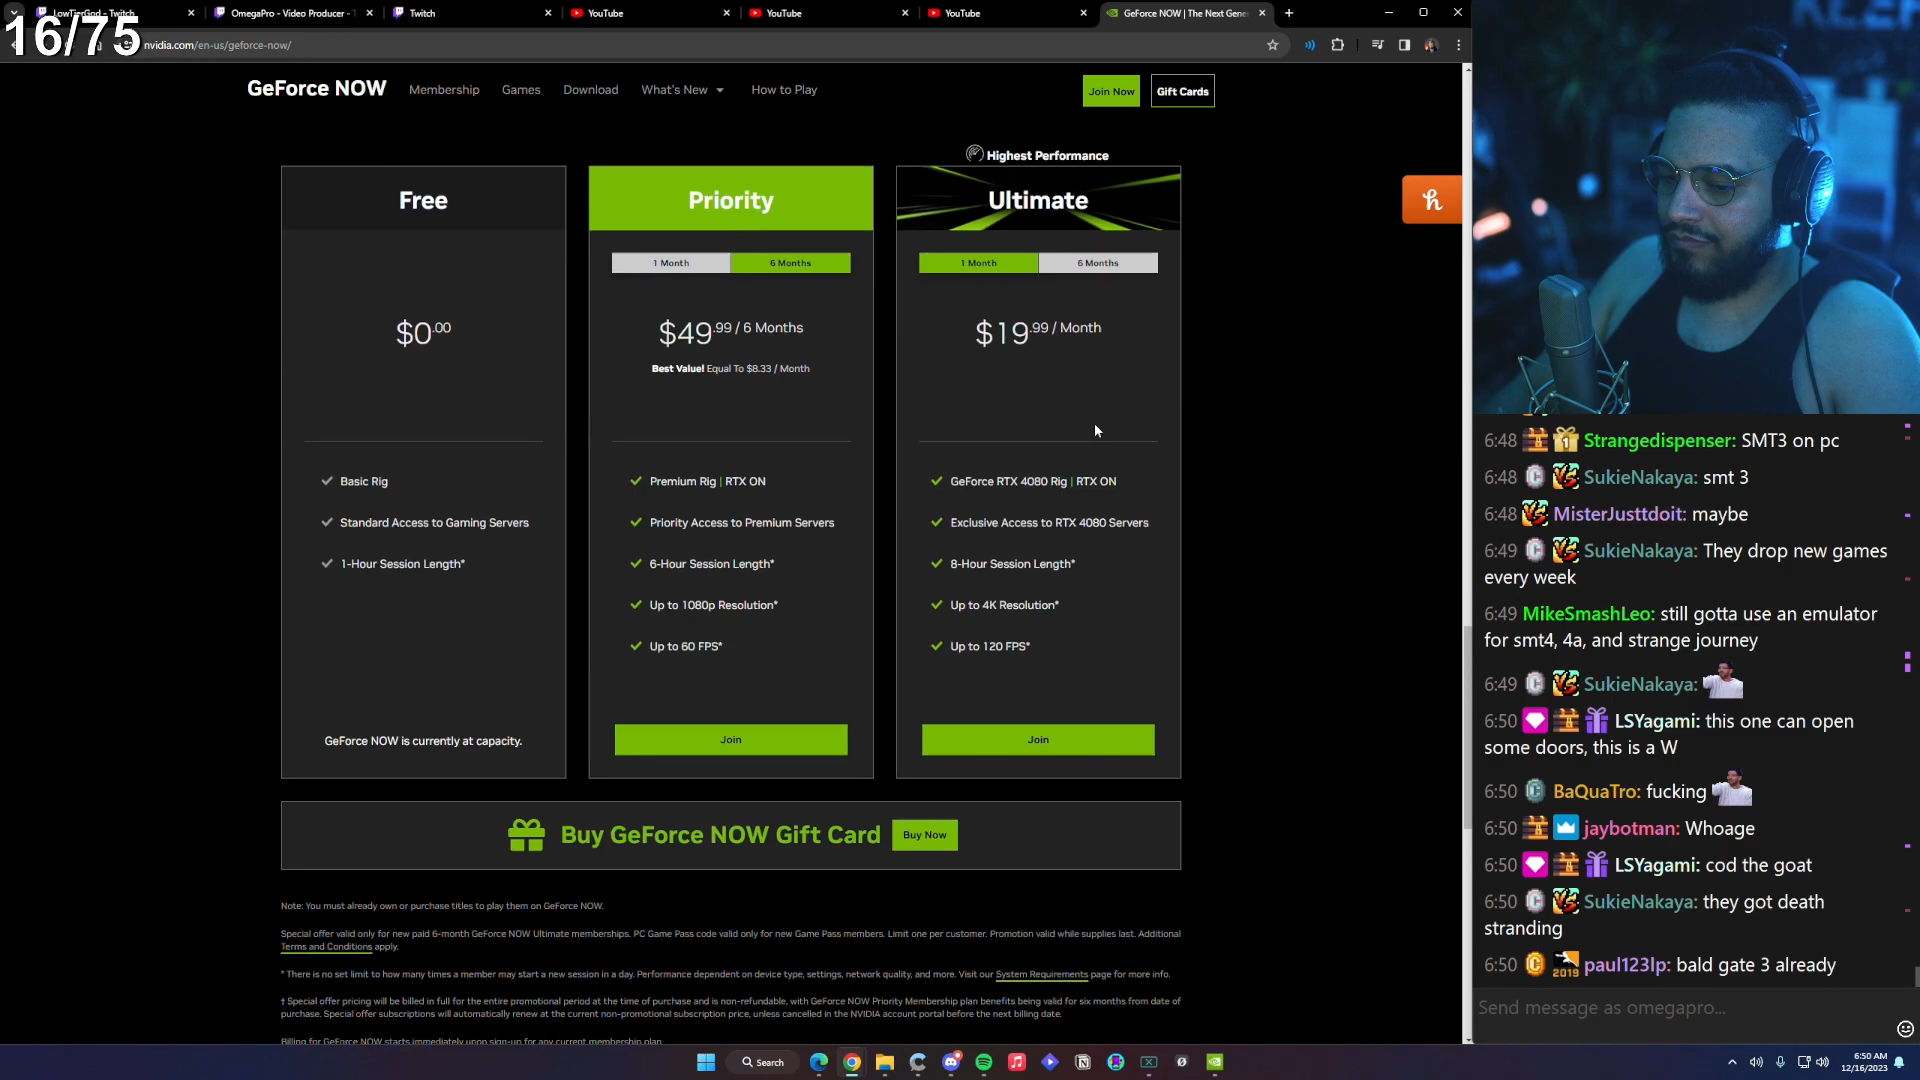 LowTierGod - Twitch
OmegaPro - Video Producer -
Twitch
YouTube
YouTube
YouTube
GeForce NOW | The Next Gene
16/75
nvidia.com/en-us/geforce-now/
GeForce NOW
Membership
Games
Download
What's New
How to Play
Join Now
Gift Cards
Highest Performance
Free
Priority
Ultimate
1 Month
6 Months
1 Month
6 Months
$0.00
$49.99 / 6 Months
$19.99 / Month
Best Value! Equal To $8.33 / Month
Basic Rig
Standard Access to Gaming Servers
1-Hour Session Length*
GeForce NOW is currently at capacity.
Premium Rig | RTX ON
Priority Access to Premium Servers
6-Hour Session Length*
Up to 1080p Resolution*
Up to 60 FPS*
Join
GeForce RTX 4080 Rig | RTX ON
Exclusive Access to RTX 4080 Servers
8-Hour Session Length*
Up to 4K Resolution*
Up to 120 FPS*
Join
Buy GeForce NOW Gift Card
Buy Now
Note: You must already own or purchase titles to play them on GeForce NOW.
Special offer valid only for new paid 6-month GeForce NOW Ultimate memberships. PC Game Pass code valid only for new Game Pass members. Limit one per customer. Promotion valid while supplies last. Additional
Terms and Conditions apply.
* There is no set limit to how many times a member may start a new session in a day. Performance dependent on device type, settings, network quality, and more. Visit our System Requirements page for more info.
† Special offer pricing will be billed in full for the entire promotional period at the time of purchase and is non-refundable, with GeForce NOW Priority Membership plan benefits being valid for six months from date of
purchase. Special offer subscriptions will automatically renew at the current non-promotional subscription price, unless cancelled in the NVIDIA account portal before the next billing date.
Billing for GeForce NOW starts immediately upon sign-up for any current membership plan.
6:48 Strangedispenser: SMT3 on pc
6:48 SukieNakaya: smt 3
6:48 MisterJusttdoit: maybe
6:49 SukieNakaya: They drop new games
every week
6:49 MikeSmashLeo: still gotta use an emulator
for smt4, 4a, and strange journey
6:49 SukieNakaya:
6:50 LSYagami: this one can open
some doors, this is a W
6:50 BaQuaTro: fucking
6:50 jaybotman: Whoage
6:50 LSYagami: cod the goat
6:50 SukieNakaya: they got death
stranding
6:50 2019 paul123lp: bald gate 3 already
Send message as omegapro...
Search
6:50 AM
12/16/2023